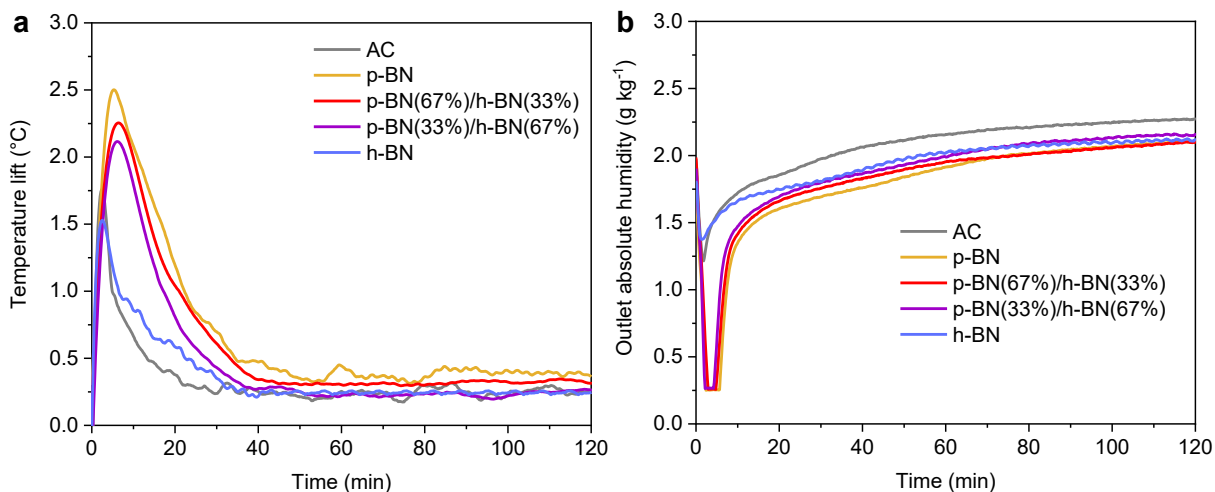 a
3.0
2.5
2.0
1.5
1.0
0.5
0.0
Temperature lift (°C)
AC
p-BN
p-BN(67%)/h-BN(33%)
p-BN(33%)/h-BN(67%)
h-BN
0 20 40 60 80 100 120
Time (min)
b
3.0
2.5
2.0
1.5
1.0
0.5
0.0
Outlet absolute humidity (g kg⁻¹)
AC
p-BN
p-BN(67%)/h-BN(33%)
p-BN(33%)/h-BN(67%)
h-BN
0 20 40 60 80 100 120
Time (min)